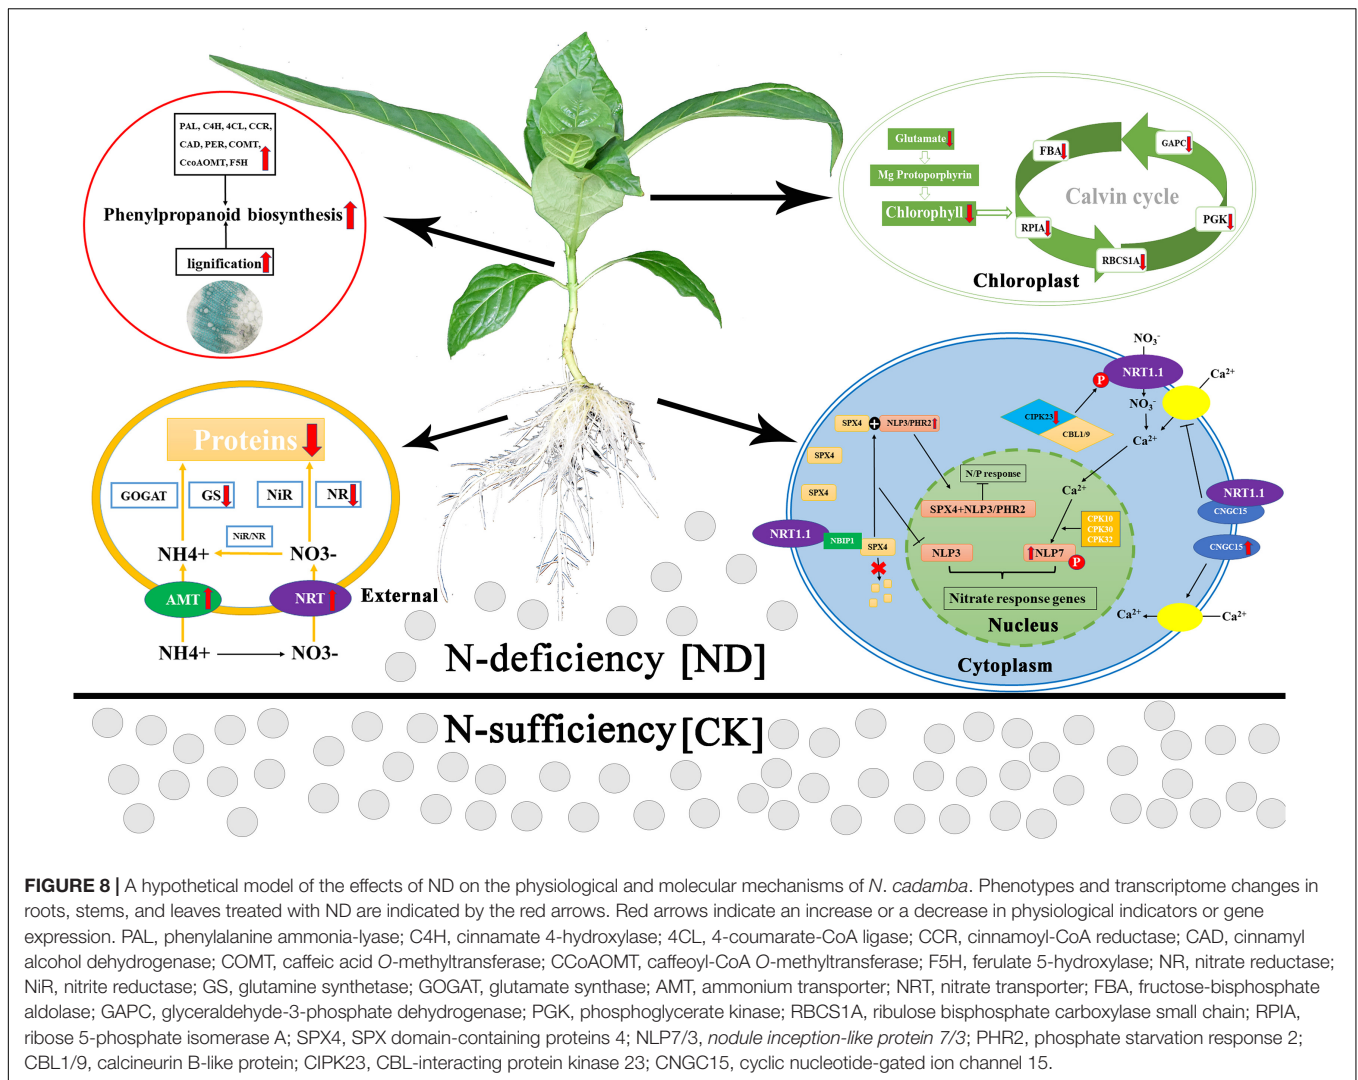 PAL, C4H, 4CL, CCR,
CAD, PER, COMT,
CcoAOMT, F5H
Phenylpropanoid biosynthesis
lignification
Glutamate
Mg Protoporphyrin
Chlorophyll
FBA
GAPC
Calvin cycle
RPIA
PGK
RBCS1A
Chloroplast
Proteins
GOGAT
GS
NiR
NR
NiR/NR
NH4+
NO3-
AMT
NRT
External
NH4+
NO3-
NO₃⁻
NRT1.1
P
Ca²⁺
NO₃⁻
CIPK23
CBL1/9
Ca²⁺
SPX4
+
NLP3/PHR2
SPX4
SPX4
N/P response
Ca²⁺
SPX4+NLP3/PHR2
NRT1.1
CNGC15
CPK10
CPK30
CPK32
NRT1.1
NBIP1
SPX4
NLP3
NLP7
P
CNGC15
Nitrate response genes
Nucleus
Ca²⁺
Ca²⁺
Cytoplasm
N-deficiency [ND]
N-sufficiency [CK]
FIGURE 8 | A hypothetical model of the effects of ND on the physiological and molecular mechanisms of N. cadamba. Phenotypes and transcriptome changes in
roots, stems, and leaves treated with ND are indicated by the red arrows. Red arrows indicate an increase or a decrease in physiological indicators or gene
expression. PAL, phenylalanine ammonia-lyase; C4H, cinnamate 4-hydroxylase; 4CL, 4-coumarate-CoA ligase; CCR, cinnamoyl-CoA reductase; CAD, cinnamyl
alcohol dehydrogenase; COMT, caffeic acid O-methyltransferase; CCoAOMT, caffeoyl-CoA O-methyltransferase; F5H, ferulate 5-hydroxylase; NR, nitrate reductase;
NiR, nitrite reductase; GS, glutamine synthetase; GOGAT, glutamate synthase; AMT, ammonium transporter; NRT, nitrate transporter; FBA, fructose-bisphosphate
aldolase; GAPC, glyceraldehyde-3-phosphate dehydrogenase; PGK, phosphoglycerate kinase; RBCS1A, ribulose bisphosphate carboxylase small chain; RPIA,
ribose 5-phosphate isomerase A; SPX4, SPX domain-containing proteins 4; NLP7/3, nodule inception-like protein 7/3; PHR2, phosphate starvation response 2;
CBL1/9, calcineurin B-like protein; CIPK23, CBL-interacting protein kinase 23; CNGC15, cyclic nucleotide-gated ion channel 15.